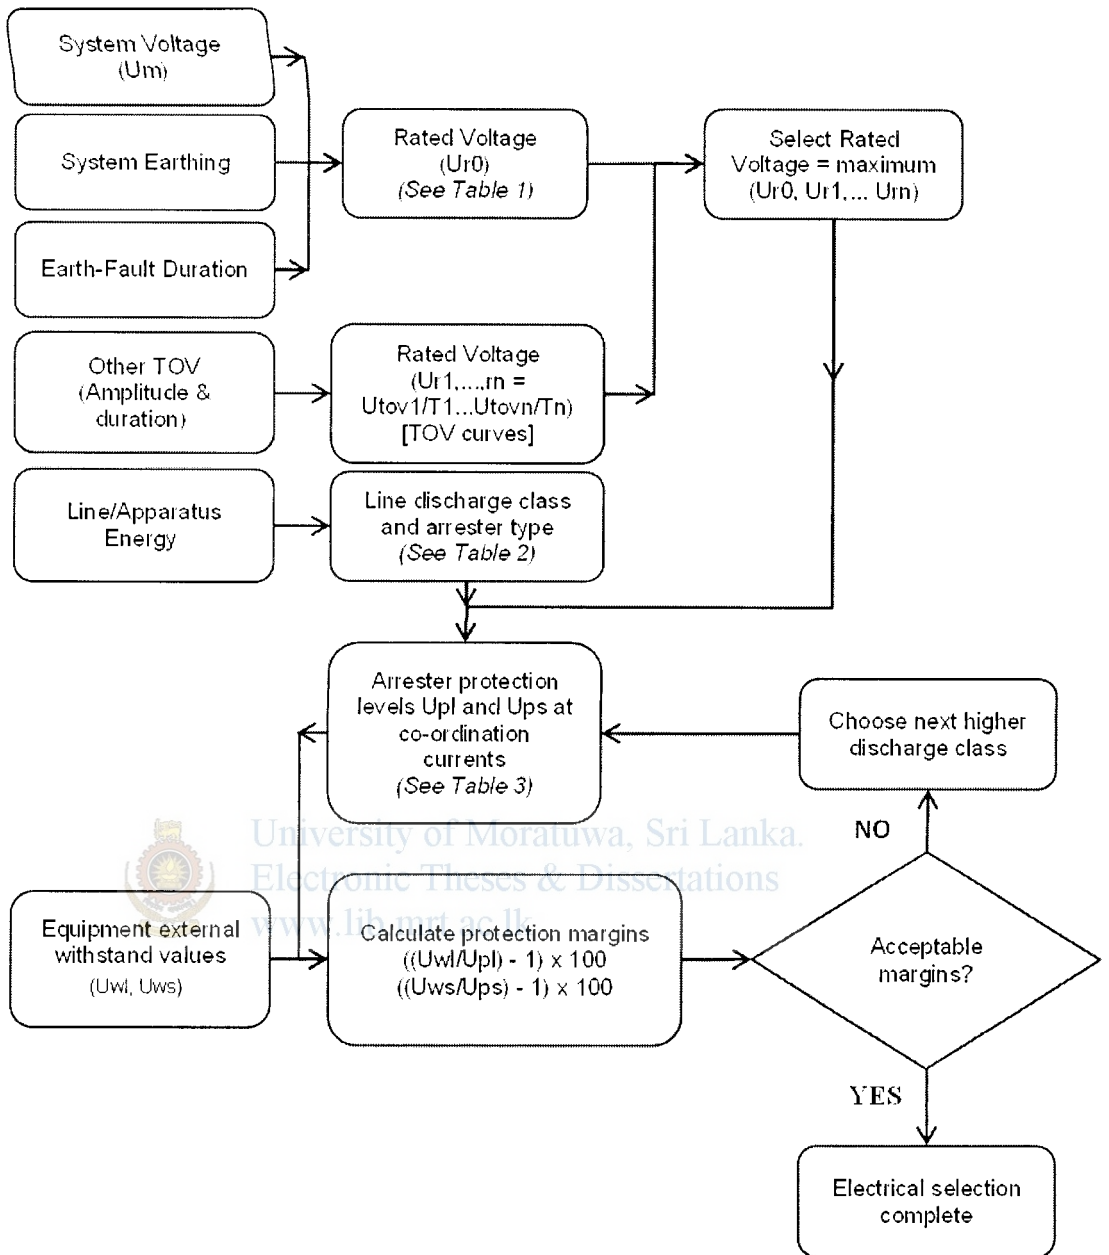 System Voltage
(Um)
System Earthing
Earth-Fault Duration
Rated Voltage
(Ur0)
(See Table 1)
Select Rated
Voltage = maximum
(Ur0, Ur1,... Urn)
Other TOV
(Amplitude &
duration)
Rated Voltage
(Ur1,....rn =
Utov1/T1...Utovn/Tn)
[TOV curves]
Line/Apparatus
Energy
Line discharge class
and arrester type
(See Table 2)
Arrester protection
levels Upl and Ups at
co-ordination
currents
(See Table 3)
Choose next higher
discharge class
NO
University of Moratuwa, Sri Lanka.
Electronic Theses & Dissertations
www.lib.mrt.ac.lk
Equipment external
withstand values
(Uwl, Uws)
Calculate protection margins
((Uwl/Upl) - 1) x 100
((Uws/Ups) - 1) x 100
Acceptable
margins?
YES
Electrical selection
complete